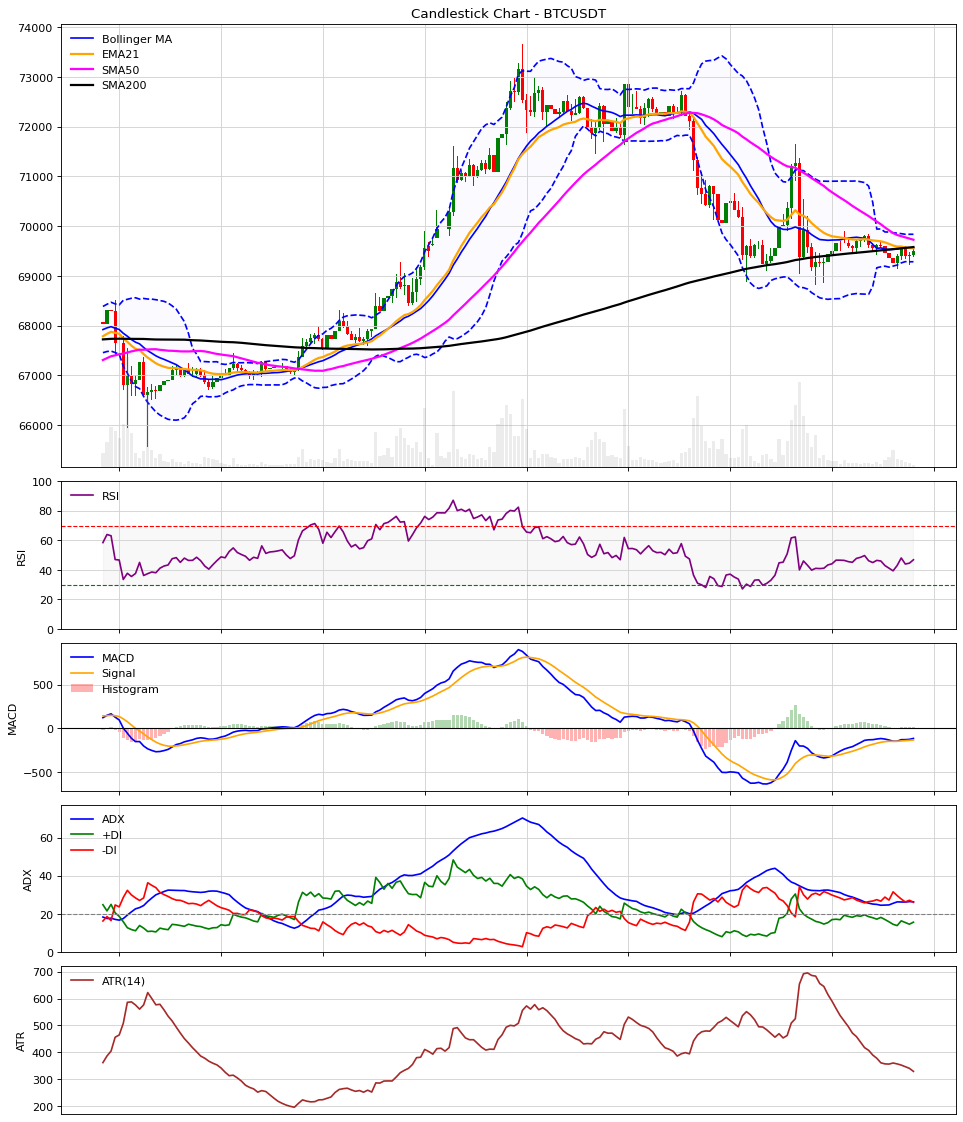 Candlestick Chart - BTCUSDT
74000
73000
72000
71000
70000
69000
68000
67000
66000
Bollinger MA
EMA21
SMA50
SMA200
100
80
60
40
20
0
RSI
RSI
500
0
−500
MACD
MACD
Signal
Histogram
60
40
20
0
ADX
ADX
+DI
-DI
700
600
500
400
300
200
ATR
ATR(14)